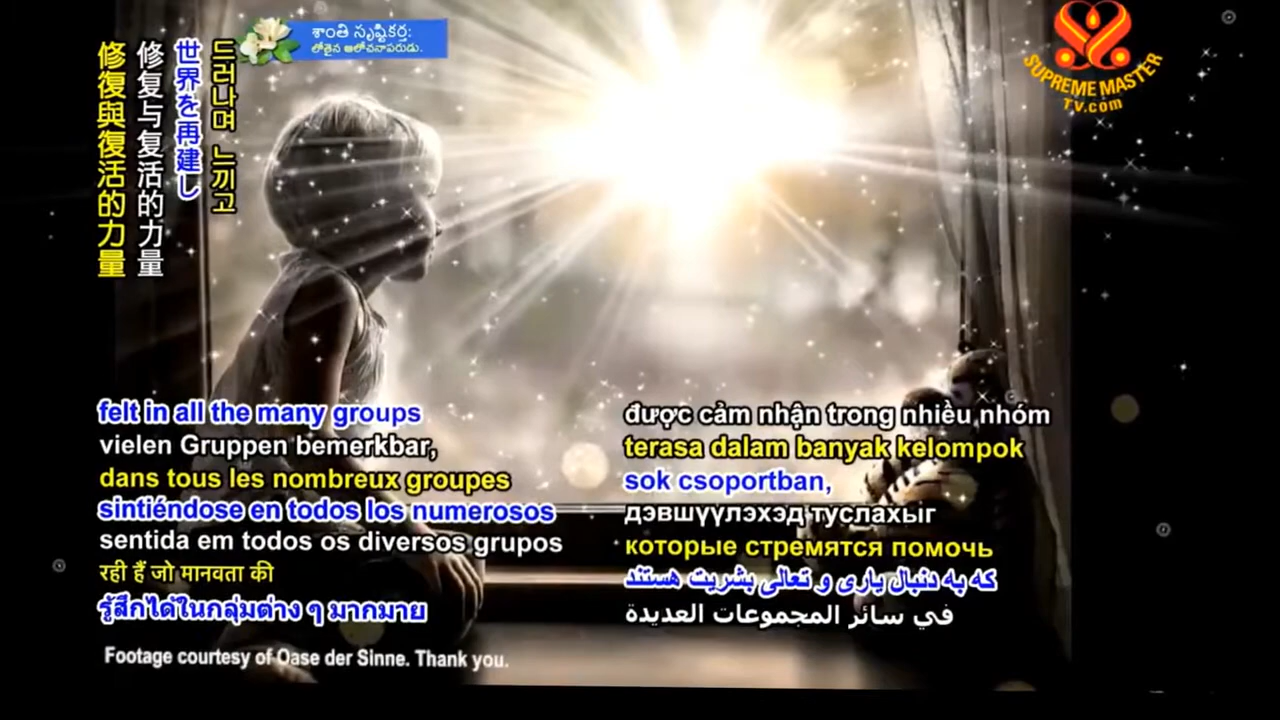 శాంతి సృష్టికర్త:
లోతైన ఆలోచనాపరుడు.
SUPREME MASTER
TV.com
드러나며 느끼고
世界を再建し
修复与复活的力量
修復與復活的力量
felt in all the many groups
vielen Gruppen bemerkbar,
dans tous les nombreux groupes
sintiéndose en todos los numerosos
sentida em todos os diversos grupos
रही हैं जो मानवता की
รู้สึกได้ในกลุ่มต่าง ๆ มากมาย
được cảm nhận trong nhiều nhóm
terasa dalam banyak kelompok
sok csoportban,
дэвшүүлэхэд туслахыг
которые стремятся помочь
که به دنبال یاری و تعالی بشریت هستند
في سائر المجموعات العديدة
Footage courtesy of Oase der Sinne. Thank you.